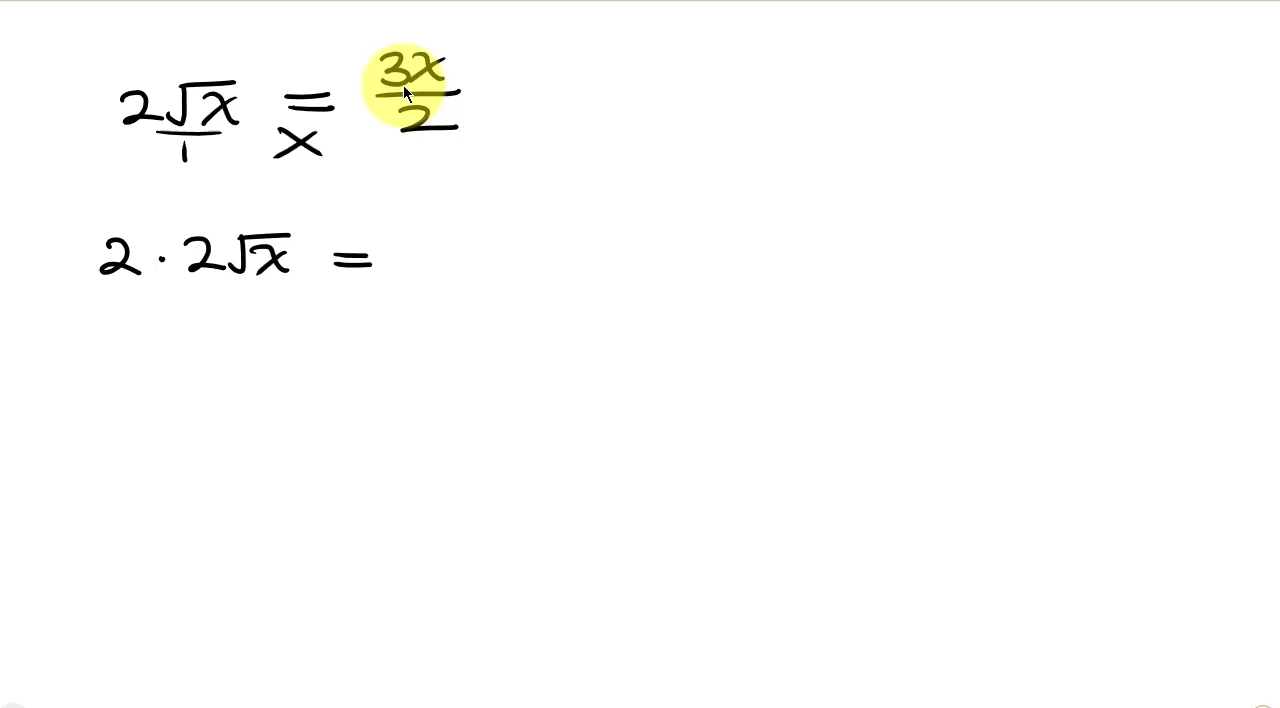 2√x/1 = 3x/2
×
2 · 2√x =